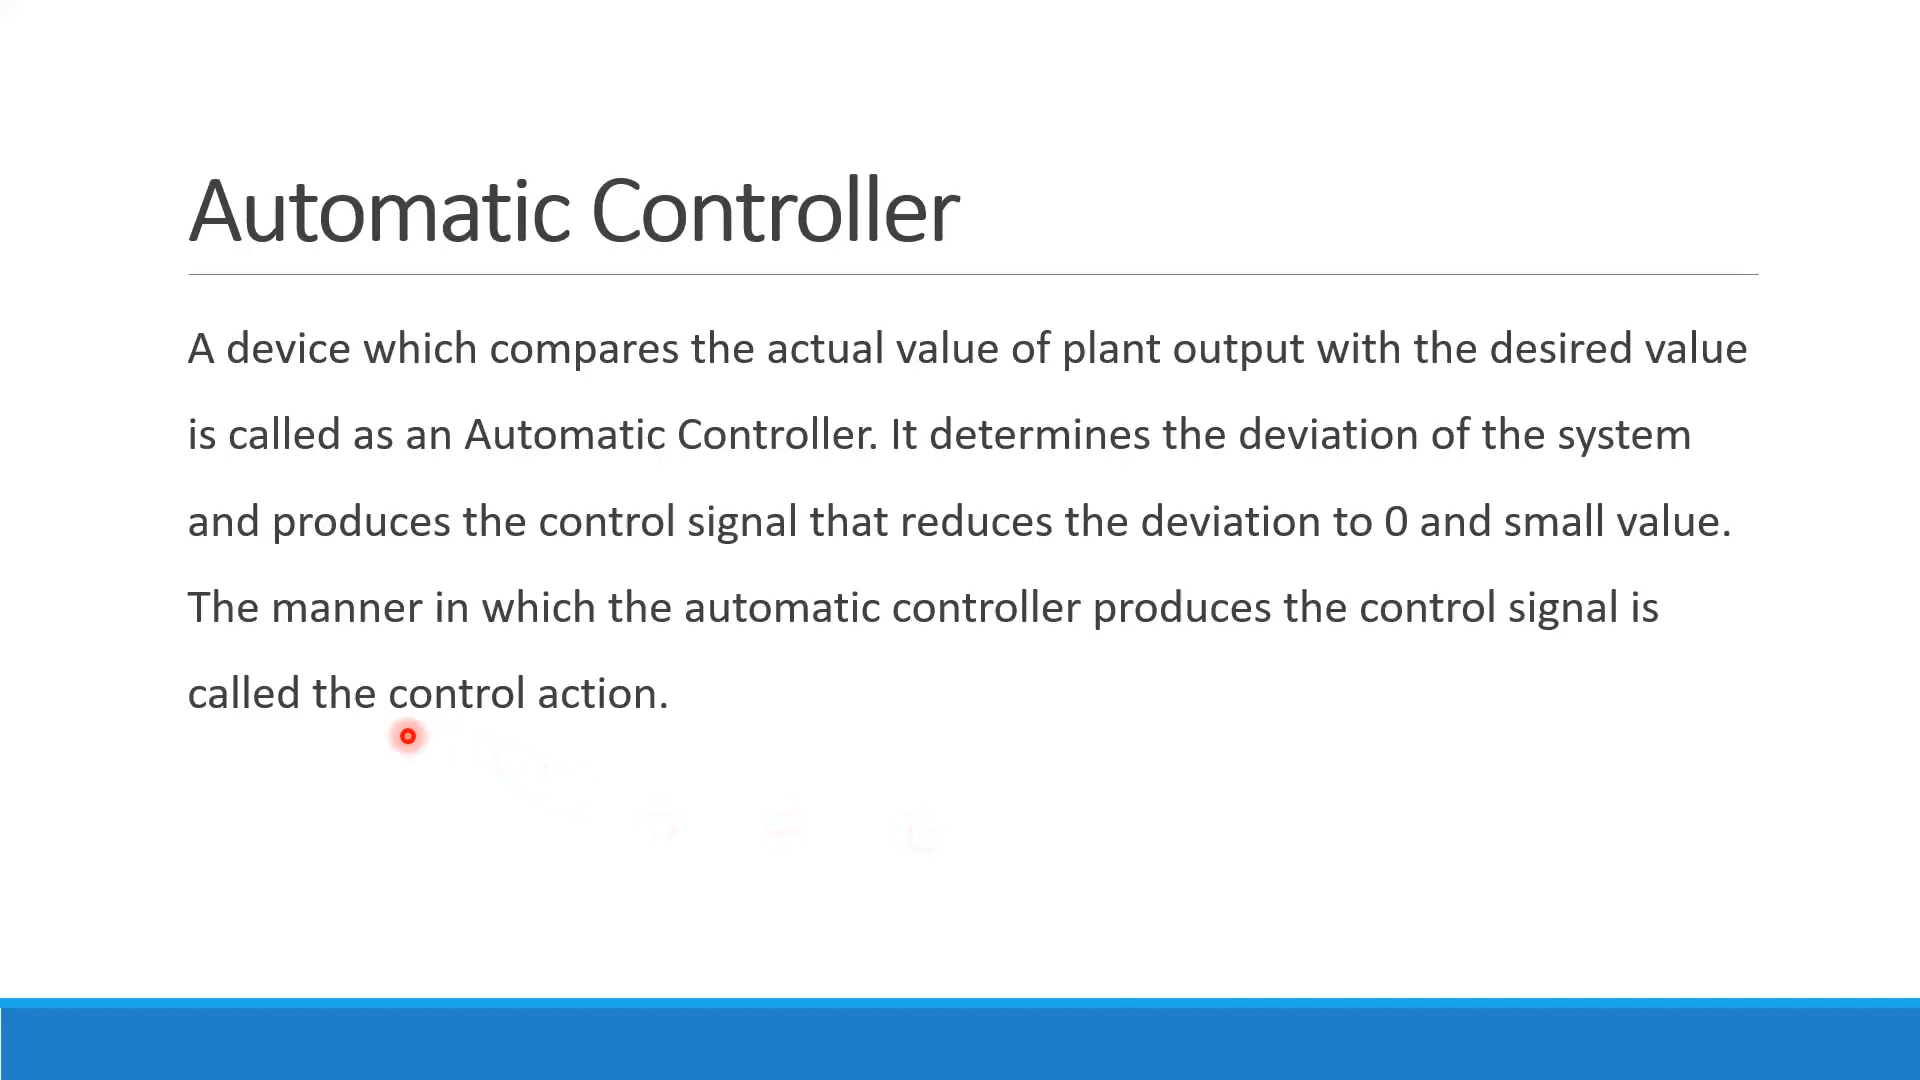 Automatic Controller
A device which compares the actual value of plant output with the desired value
is called as an Automatic Controller. It determines the deviation of the system
and produces the control signal that reduces the deviation to 0 and small value.
The manner in which the automatic controller produces the control signal is
called the control action.